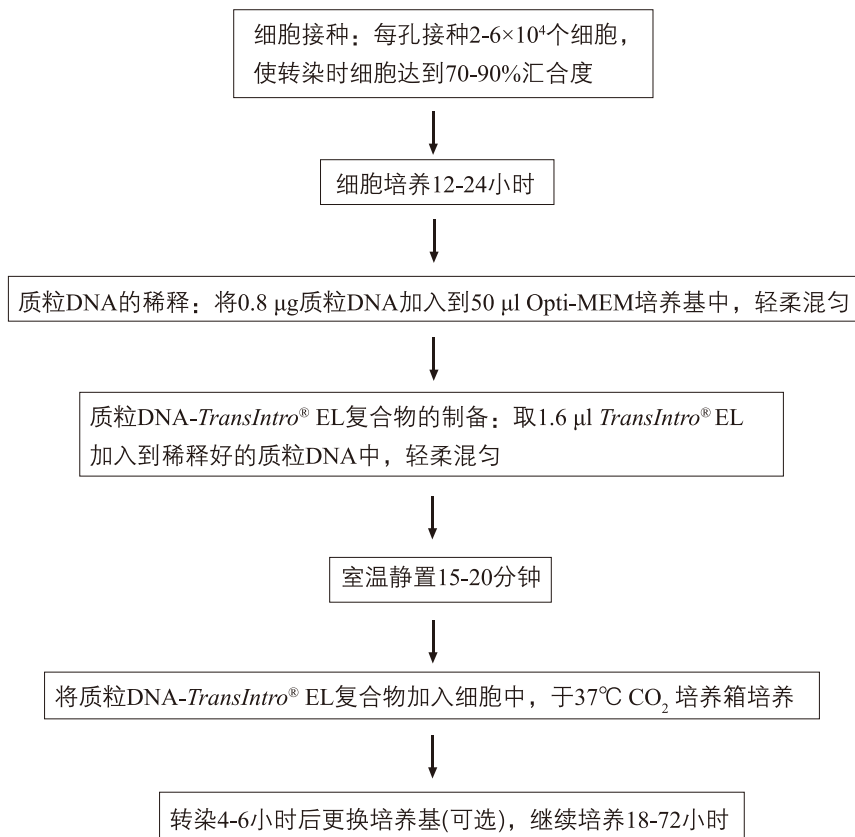 细胞接种：每孔接种2-6×10⁴个细胞，
使转染时细胞达到70-90%汇合度
细胞培养12-24小时
质粒DNA的稀释：将0.8 μg质粒DNA加入到50 μl Opti-MEM培养基中，轻柔混匀
质粒DNA-TransIntro® EL复合物的制备：取1.6 μl TransIntro® EL
加入到稀释好的质粒DNA中，轻柔混匀
室温静置15-20分钟
将质粒DNA-TransIntro® EL复合物加入细胞中，于37℃ CO₂ 培养箱培养
转染4-6小时后更换培养基(可选)，继续培养18-72小时